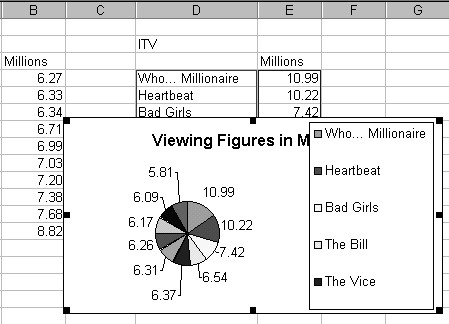 B C D E F G
ITV
Millions Millions
6.27 Who... Millionaire 10.99
6.33 Heartbeat 10.22
6.34 Bad Girls 7.42
6.71
6.99
7.03
7.20
7.38
7.68
8.82
Viewing Figures in M
5.81
10.99
6.09
6.17
10.22
6.26
7.42
6.31
6.54
6.37
Who... Millionaire
Heartbeat
Bad Girls
The Bill
The Vice